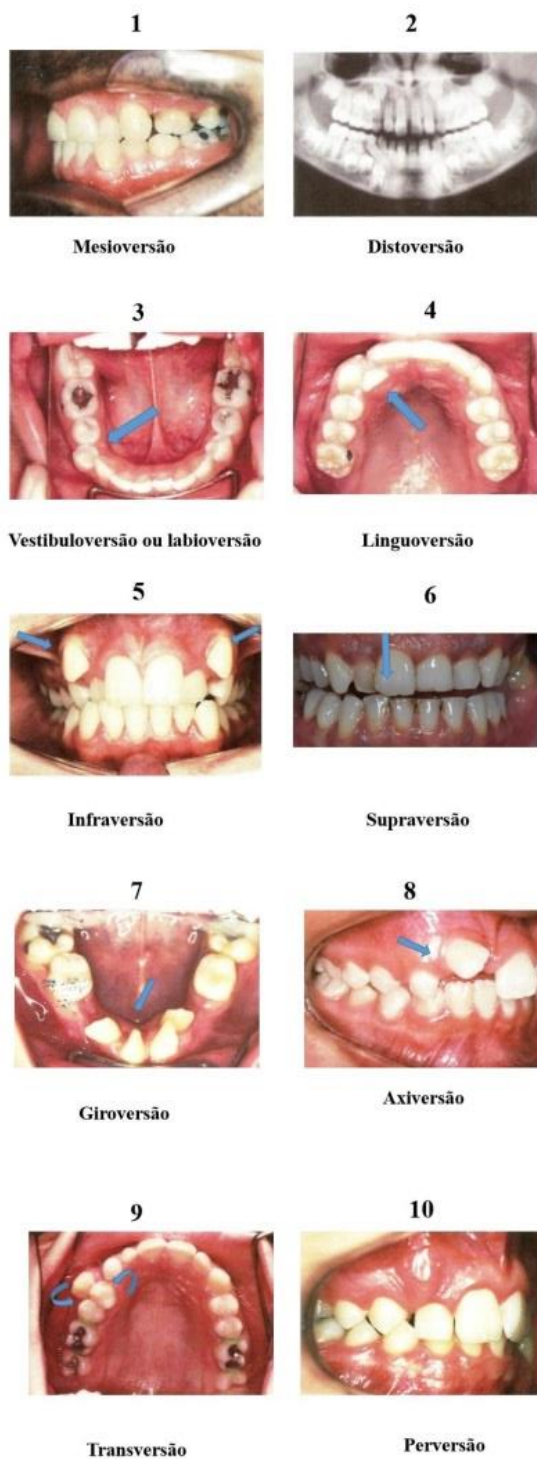 1
2
Mesioversão
Distoversão
3
4
Vestibuloversão ou labioversão
Linguoversão
5
6
Infraversão
Supraversão
7
8
Giroversão
Axiversão
9
10
Transversão
Perversão